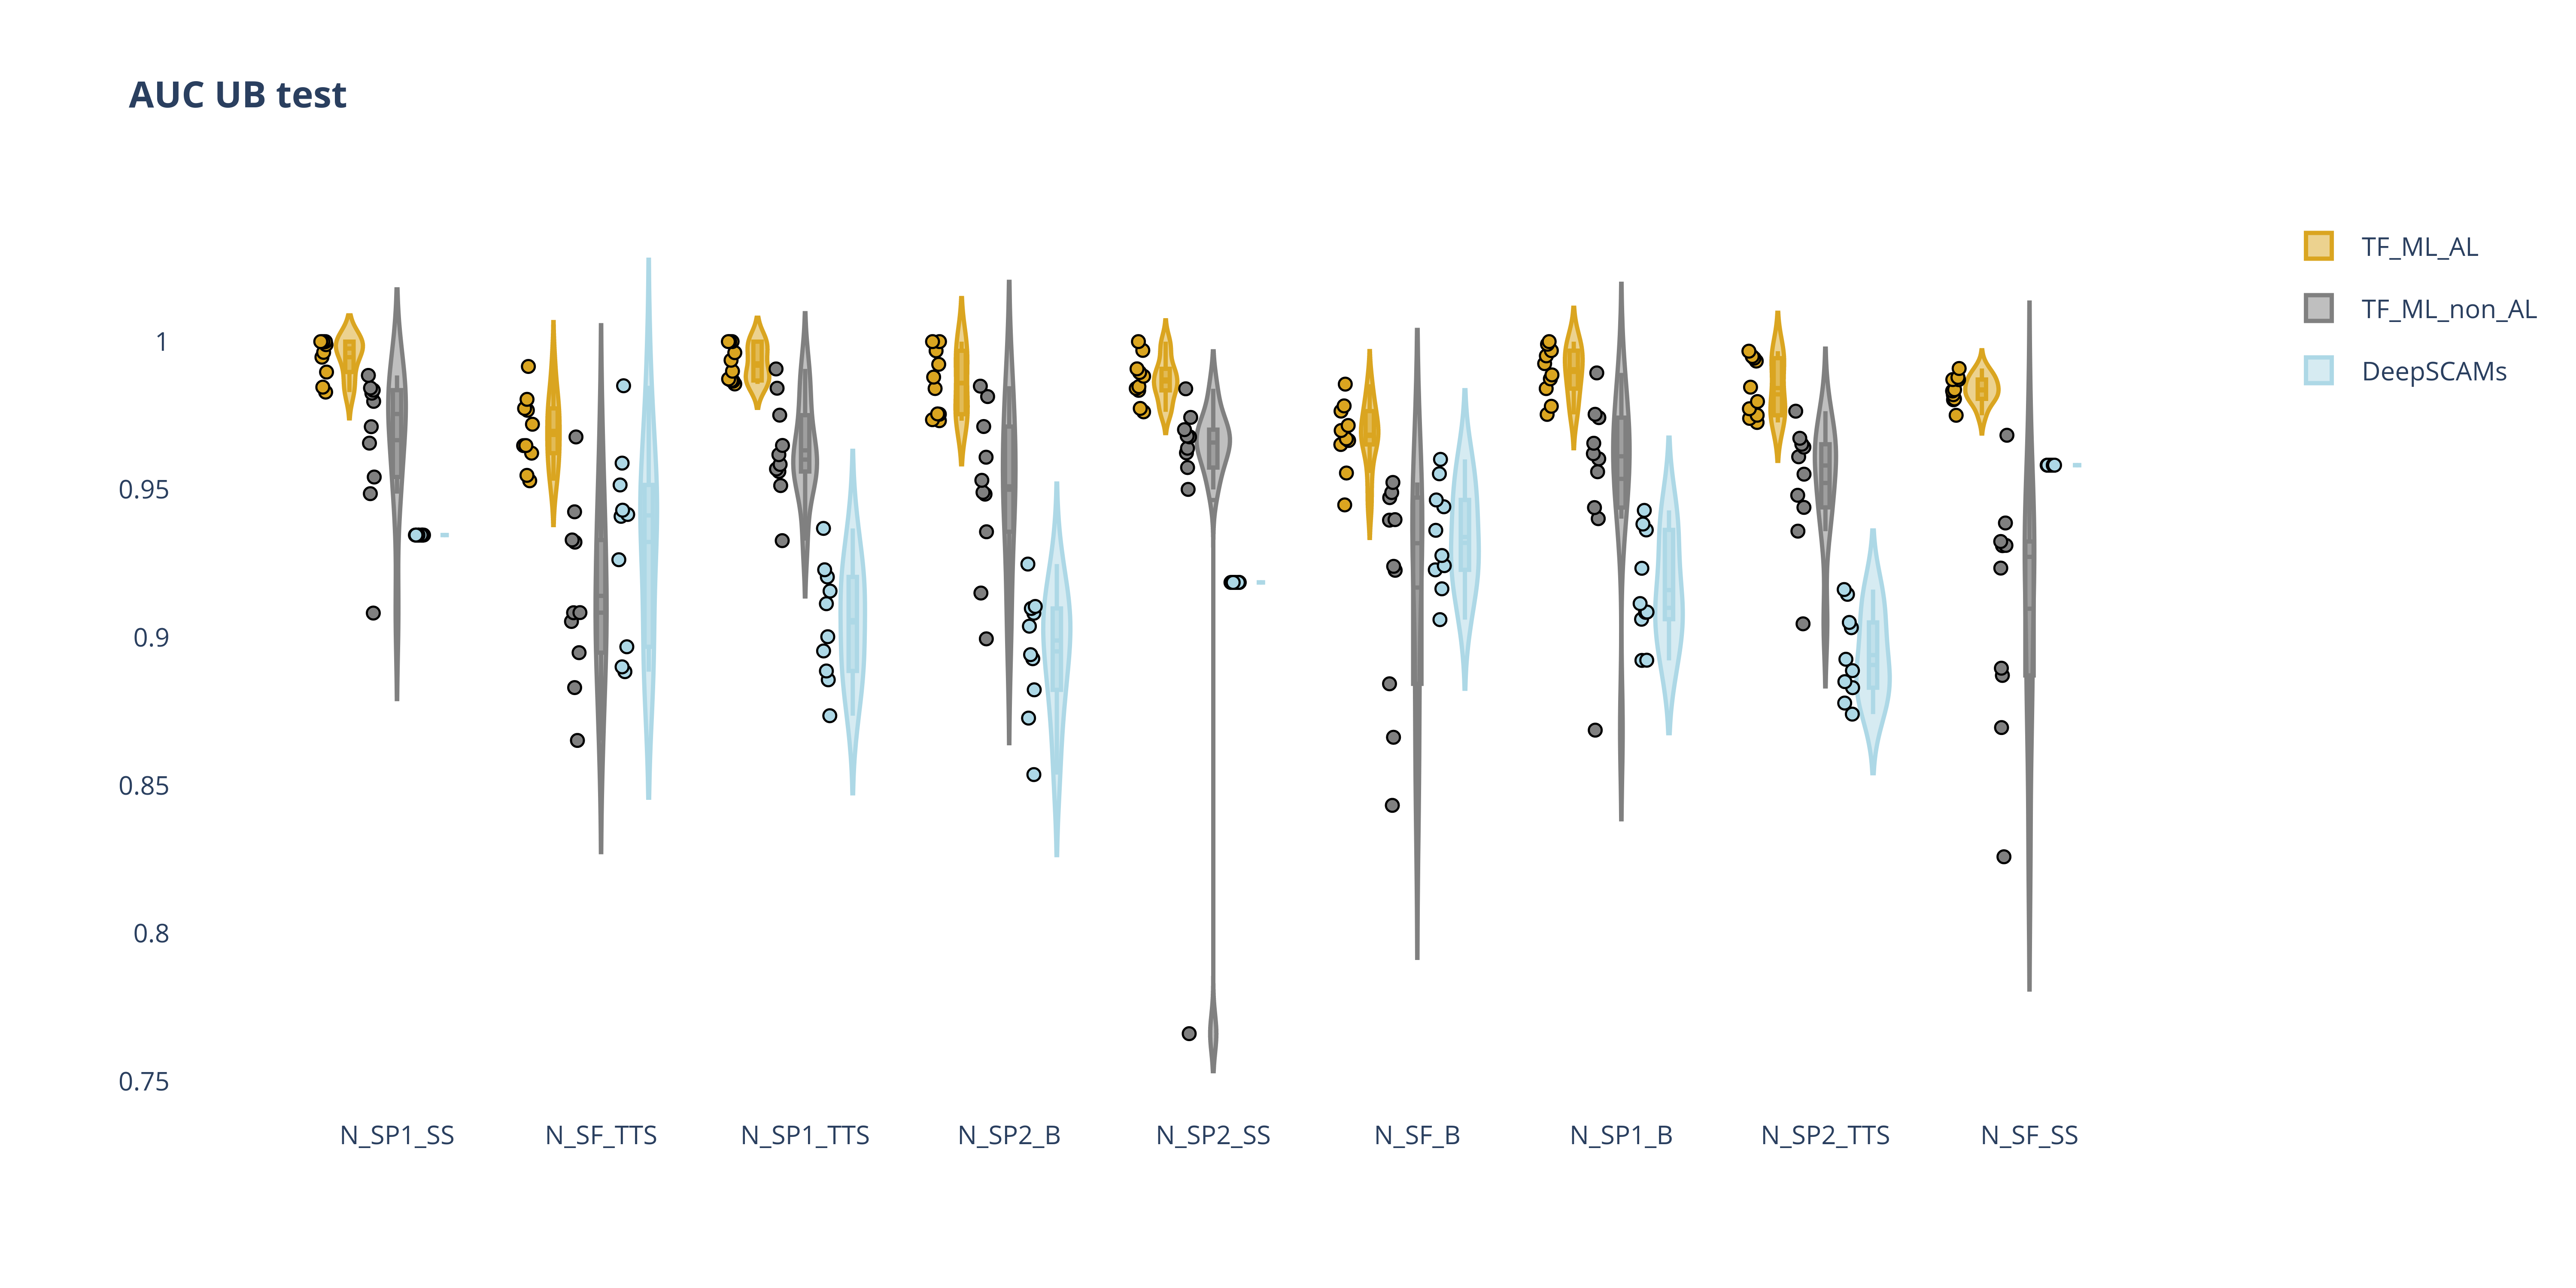 AUC UB test
TF_ML_AL
TF_ML_non_AL
DeepSCAMs
1
0.95
0.9
0.85
0.8
0.75
N_SP1_SS
N_SF_TTS
N_SP1_TTS
N_SP2_B
N_SP2_SS
N_SF_B
N_SP1_B
N_SP2_TTS
N_SF_SS